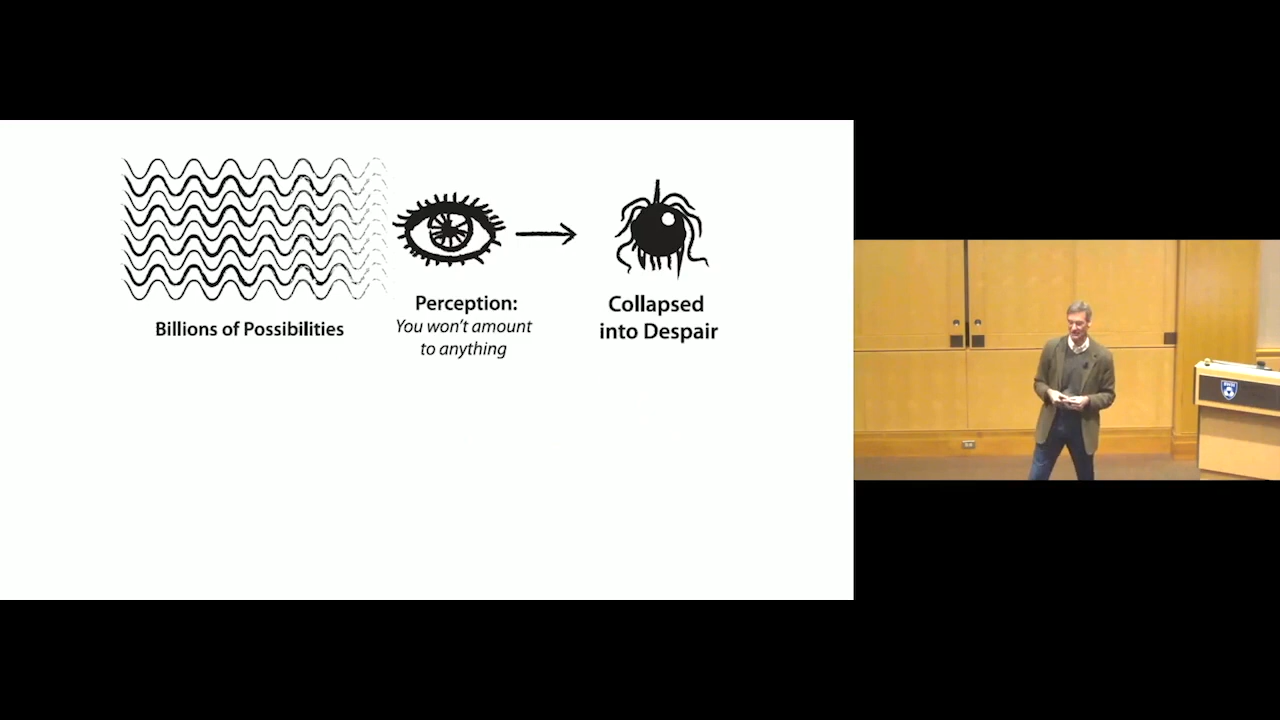 Billions of Possibilities
Perception:
You won't amount
to anything
Collapsed
into Despair